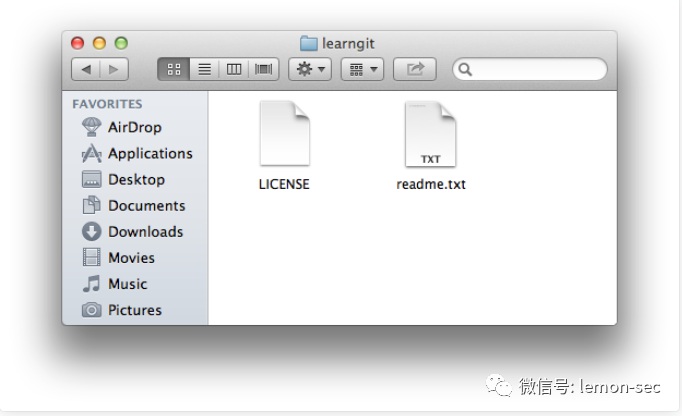 learngit
FAVORITES
AirDrop
Applications
Desktop
Documents
Downloads
Movies
Music
Pictures
LICENSE
TXT
readme.txt
微信号: lemon-sec